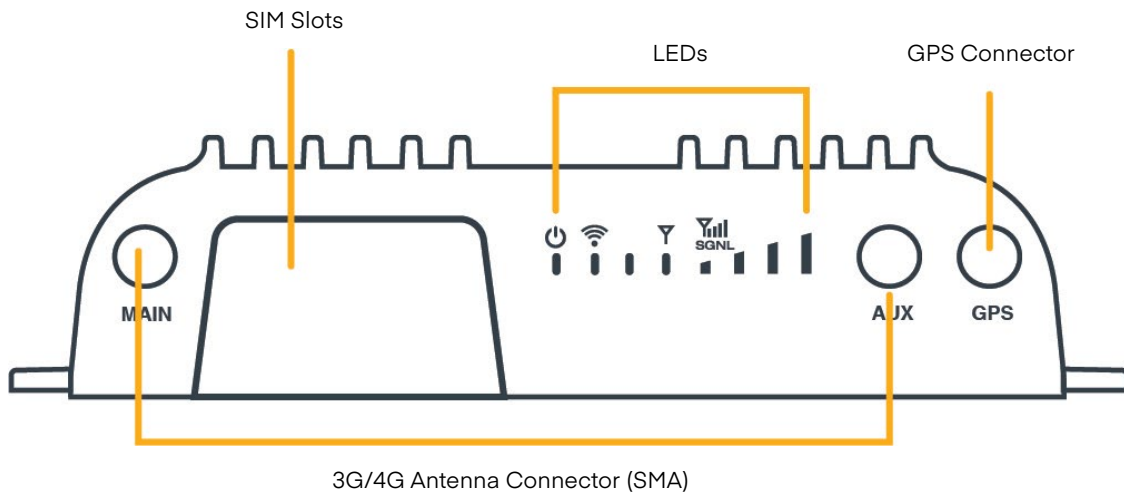 SIM Slots
LEDs
GPS Connector
SGNL
MAIN
AUX
GPS
3G/4G Antenna Connector (SMA)